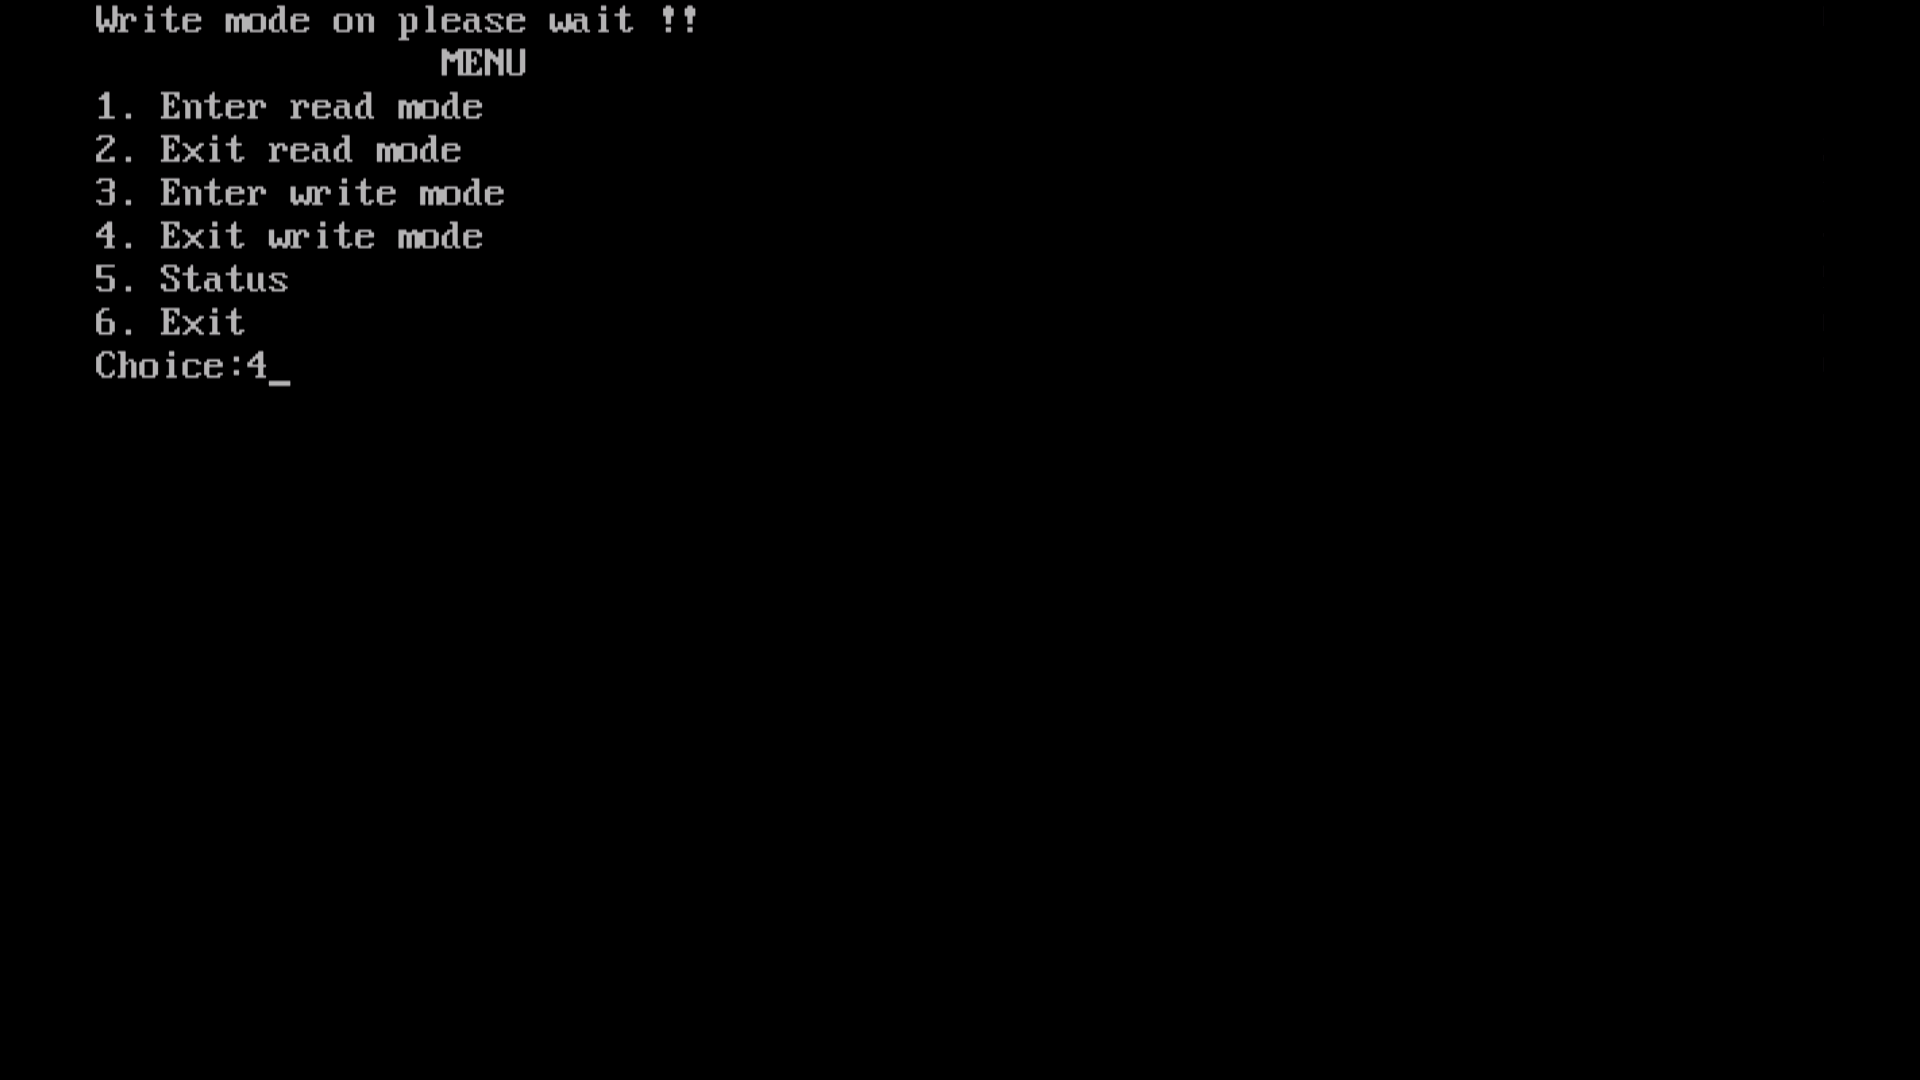 Write mode on please wait !!
MENU
1. Enter read mode
2. Exit read mode
3. Enter write mode
4. Exit write mode
5. Status
6. Exit
Choice:4_